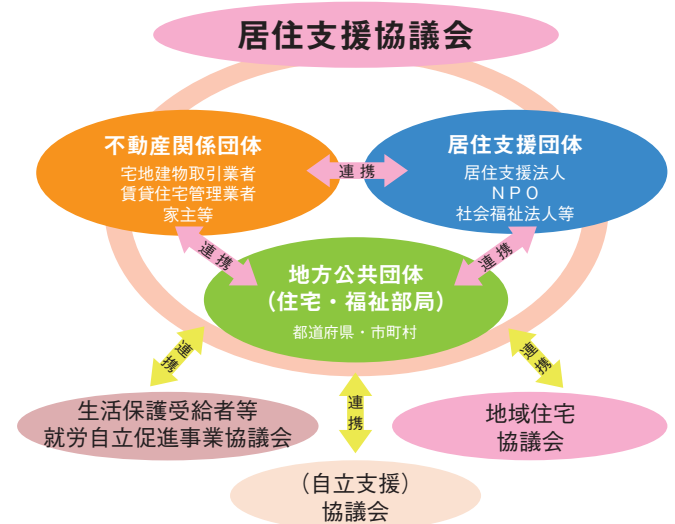 居住支援協議会
不動産関係団体
宅地建物取引業者
賃貸住宅管理業者
家主等
連携
居住支援団体
居住支援法人
ＮＰＯ
社会福祉法人等
連携
連携
地方公共団体
（住宅・福祉部局）
都道府県・市町村
連携
連携
連携
生活保護受給者等
就労自立促進事業協議会
地域住宅
協議会
（自立支援）
協議会